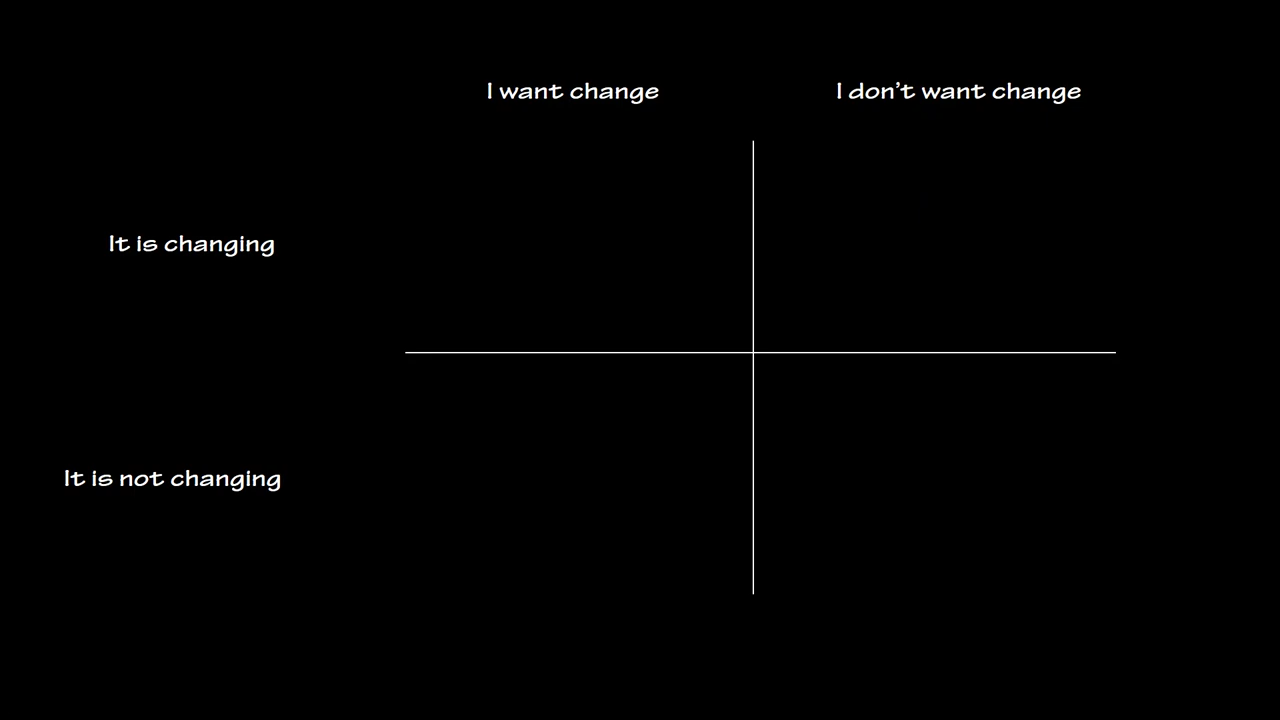 I want change
I don’t want change
It is changing
It is not changing